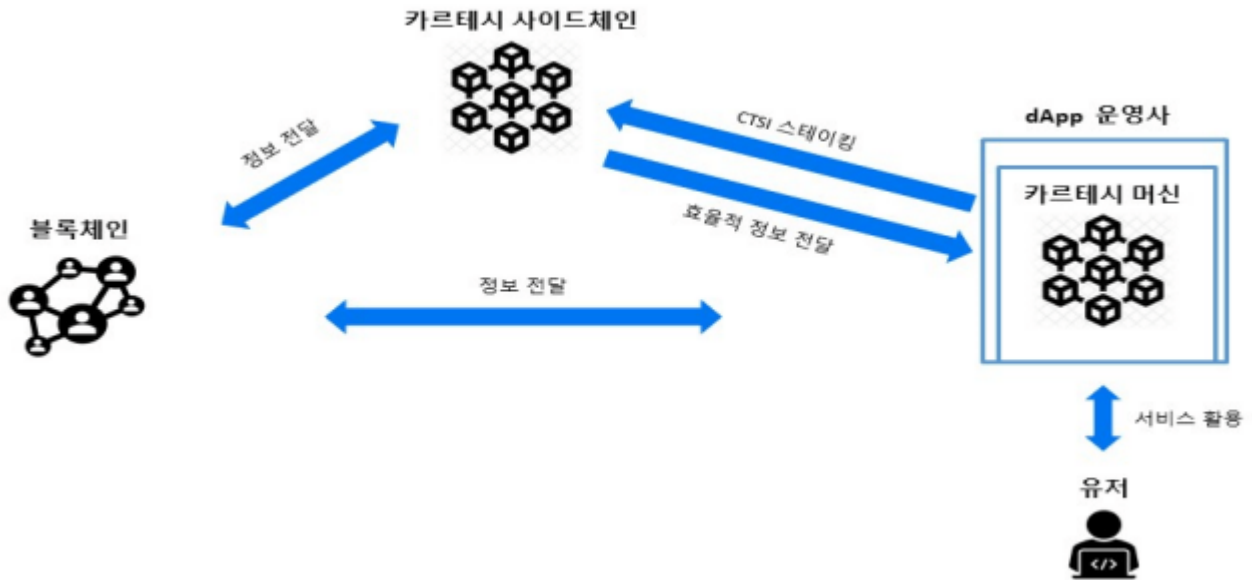 카르테시 사이드체인
정보 전달
CTSI 스테이킹
dApp 운영사
카르테시 머신
효율적 정보 전달
블록체인
정보 전달
서비스 활용
유저